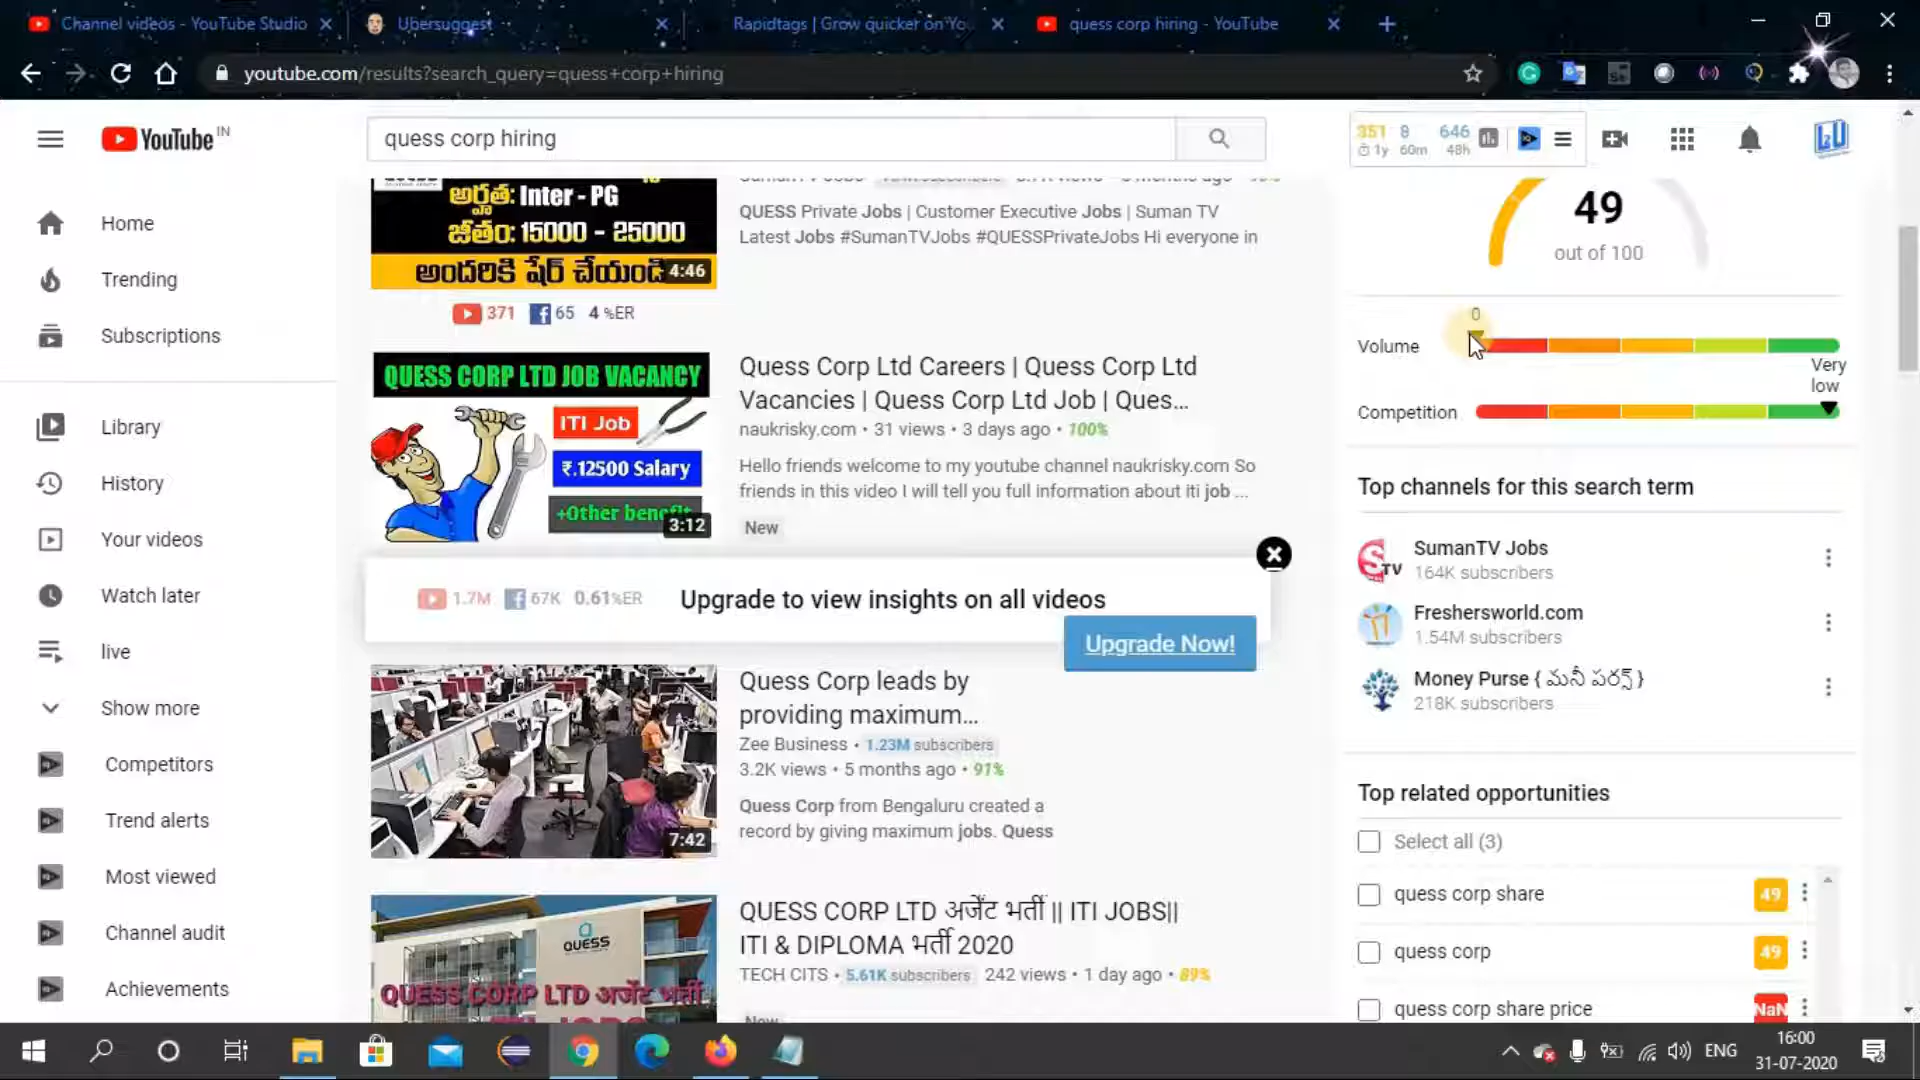 Channel videos - YouTube Studio
Ubersuggest
Rapidtags | Grow quicker on Yo
quess corp hiring - YouTube
youtube.com/results?search_query=quess+corp+hiring
YouTube IN
quess corp hiring
351 8 646
1y 60m 48h
Home
Trending
Subscriptions
Library
History
Your videos
Watch later
live
Show more
Competitors
Trend alerts
Most viewed
Channel audit
Achievements
అర్హత: Inter - PG
జీతం: 15000 - 25000
అందరికి షేర్ చేయండి
4:46
QUESS Private Jobs | Customer Executive Jobs | Suman TV
Latest Jobs #SumanTVJobs #QUESSPrivateJobs Hi everyone in
371 65 4 %ER
QUESS CORP LTD JOB VACANCY
ITI Job
₹.12500 Salary
+Other benefit
3:12
Quess Corp Ltd Careers | Quess Corp Ltd
Vacancies | Quess Corp Ltd Job | Ques...
naukrisky.com • 31 views • 3 days ago • 100%
Hello friends welcome to my youtube channel naukrisky.com So
friends in this video I will tell you full information about iti job ...
New
1.7M 67K 0.61%ER
Upgrade to view insights on all videos
Upgrade Now!
7:42
Quess Corp leads by
providing maximum...
Zee Business • 1.23M subscribers
3.2K views • 5 months ago • 91%
Quess Corp from Bengaluru created a
record by giving maximum jobs. Quess
QUESS
QUESS CORP LTD अर्जेंट भर्ती
QUESS CORP LTD अर्जेंट भर्ती || ITI JOBS||
ITI & DIPLOMA भर्ती 2020
TECH CITS • 5.61K subscribers 242 views • 1 day ago • 89%
49
out of 100
0
Volume
Very
low
Competition
Top channels for this search term
STV
SumanTV Jobs
164K subscribers
Freshersworld.com
1.54M subscribers
Money Purse { మనీ పర్స్ }
218K subscribers
Top related opportunities
Select all (3)
quess corp share 49
quess corp 49
quess corp share price NaN
ENG
16:00
31-07-2020